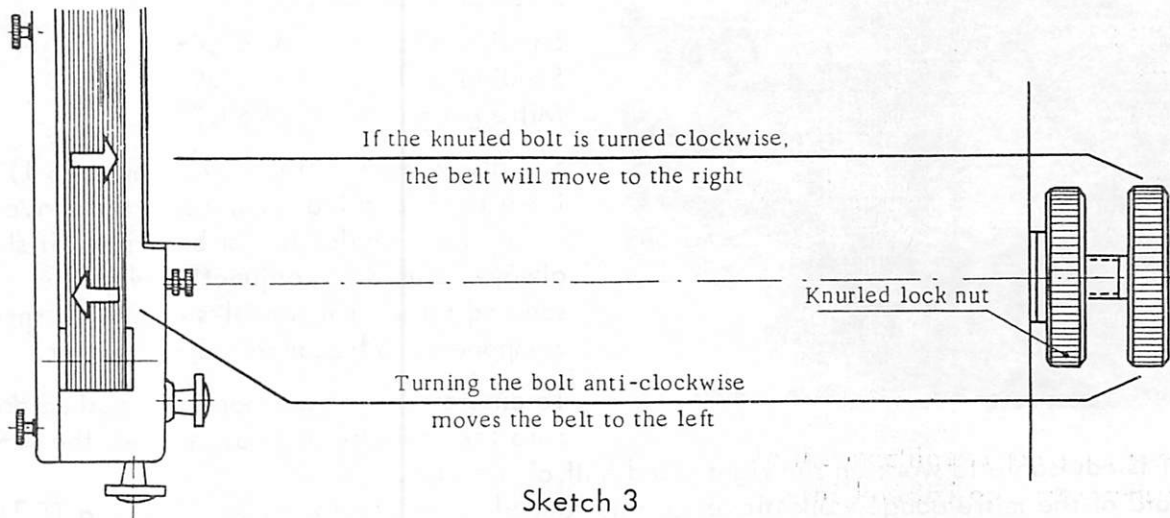 If the knurled bolt is turned clockwise,
the belt will move to the right
Knurled lock nut
Turning the bolt anti-clockwise
moves the belt to the left
Sketch 3